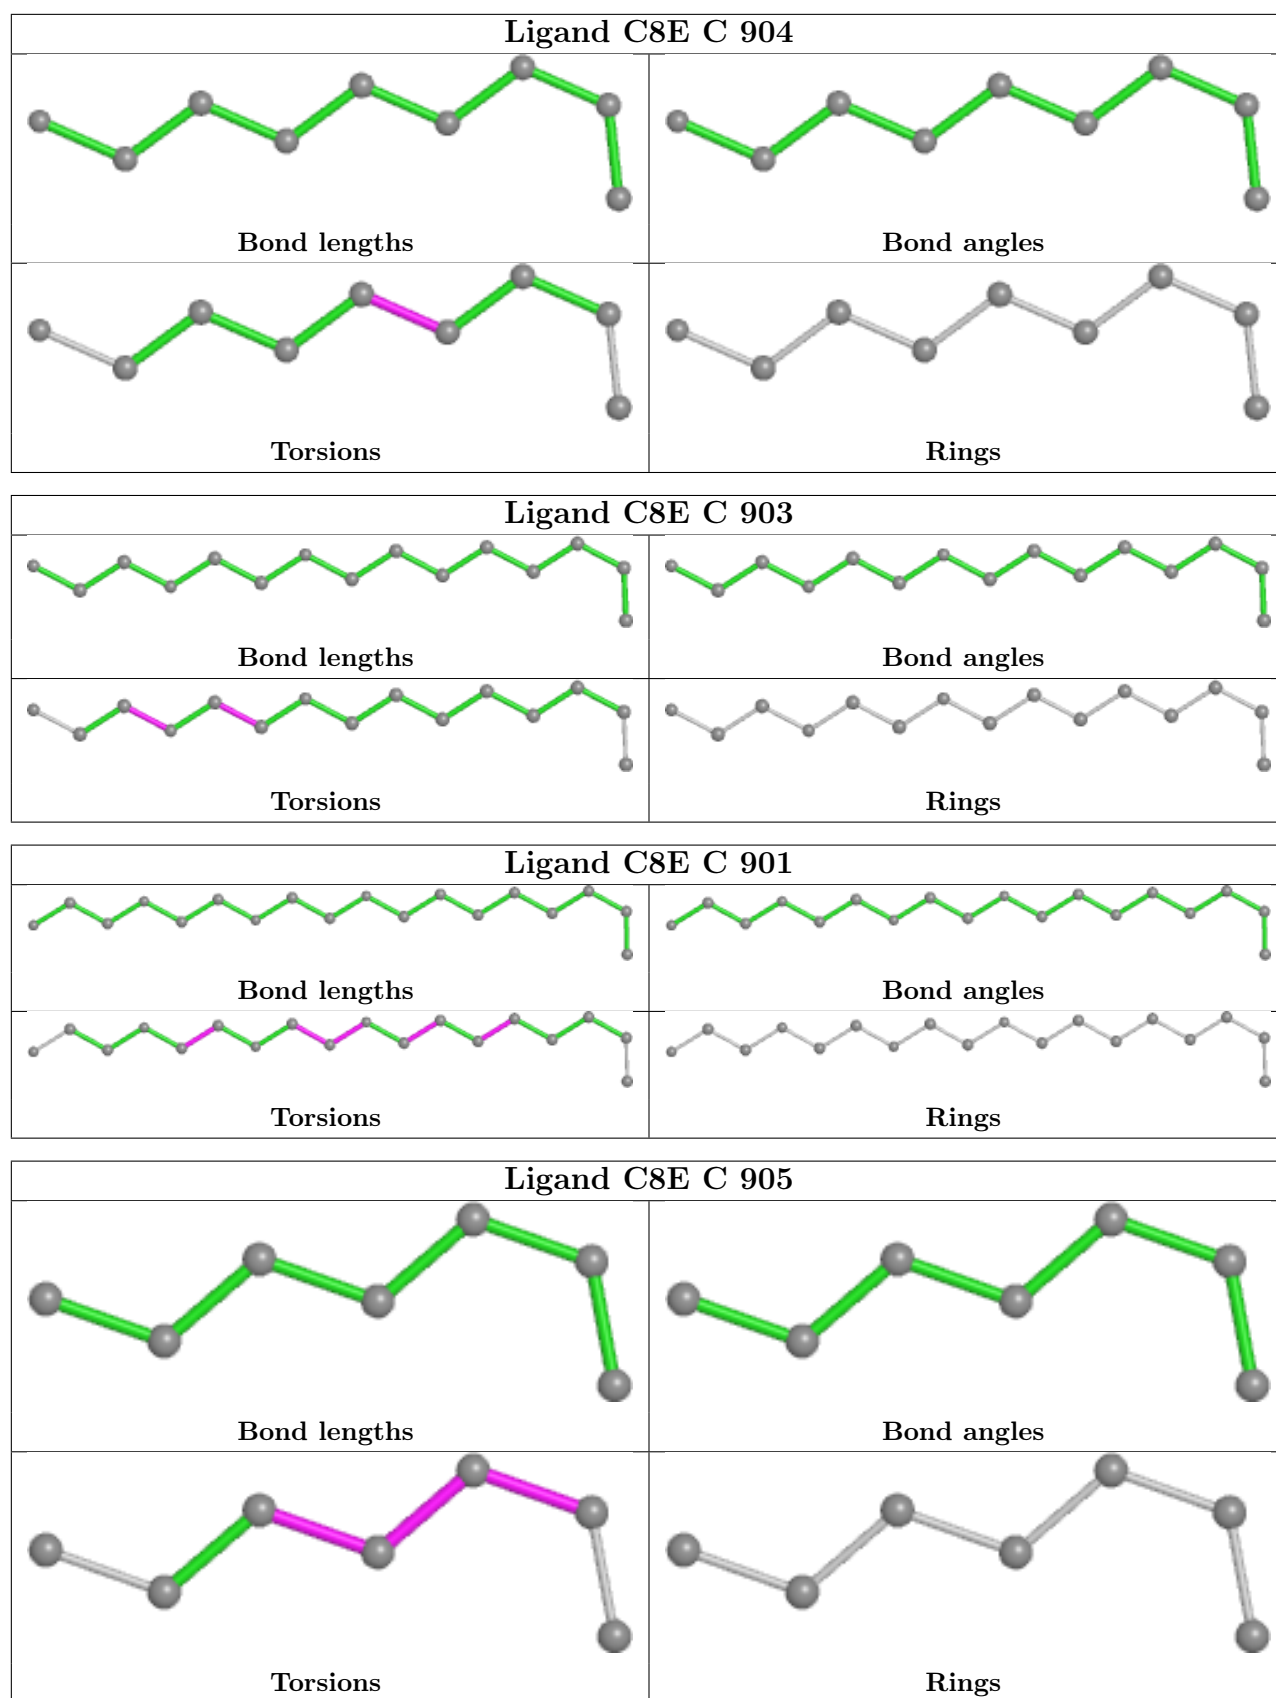 Ligand C8E C 904
Bond lengths
Bond angles
Torsions
Rings
Ligand C8E C 903
Bond lengths
Bond angles
Torsions
Rings
Ligand C8E C 901
Bond lengths
Bond angles
Torsions
Rings
Ligand C8E C 905
Bond lengths
Bond angles
Torsions
Rings